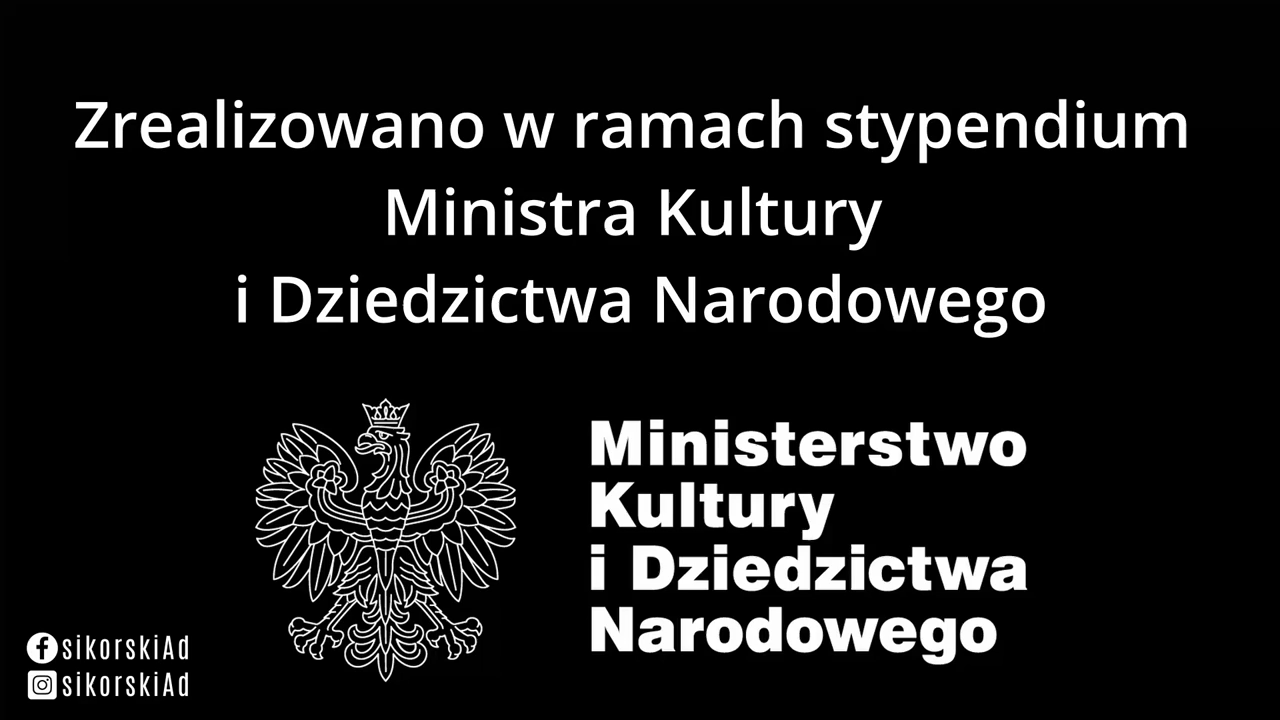 Zrealizowano w ramach stypendium
Ministra Kultury
i Dziedzictwa Narodowego
Ministerstwo
Kultury
i Dziedzictwa
Narodowego
sikorskiAd
sikorskiAd